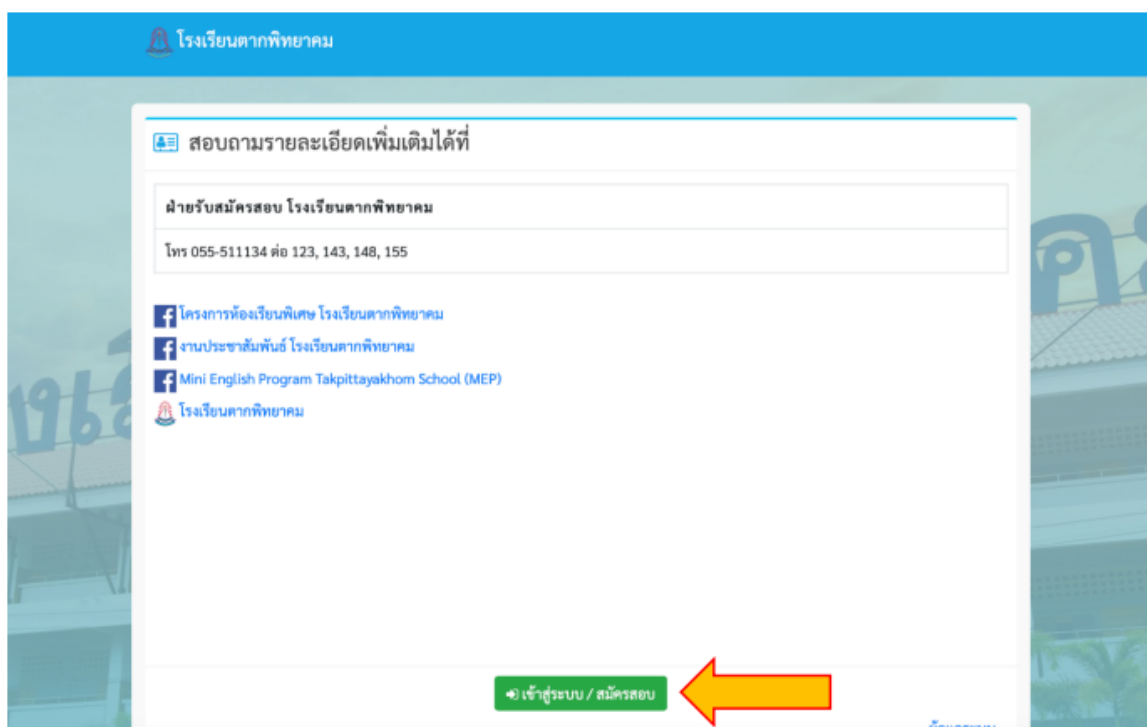 โรงเรียนตากพิทยาคม
สอบถามรายละเอียดเพิ่มเติมได้ที่
ฝ่ายรับสมัครสอบ โรงเรียนตากพิทยาคม
โทร 055-511134 ต่อ 123, 143, 148, 155
โครงการห้องเรียนพิเศษ โรงเรียนตากพิทยาคม
งานประชาสัมพันธ์ โรงเรียนตากพิทยาคม
Mini English Program Takpittayakhom School (MEP)
โรงเรียนตากพิทยาคม
เข้าสู่ระบบ / สมัครสอบ